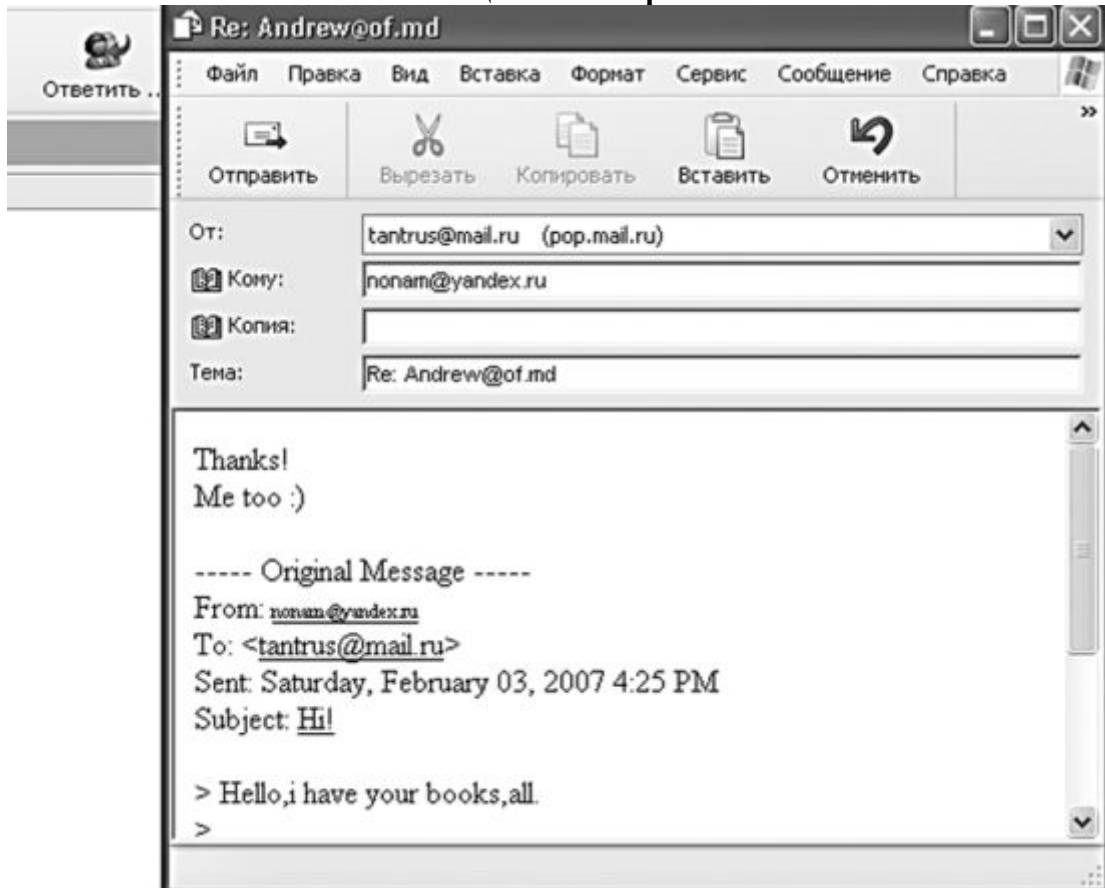 Re: Andrew@of.md
Ответить ..
Файл Правка Вид Вставка Формат Сервис Сообщение Справка
»
Отправить Вырезать Копировать Вставить Отменить
От: tantrus@mail.ru (pop.mail.ru)
Кому: nonam@yandex.ru
Копия:
Тема: Re: Andrew@of.md
Thanks!
Me too :)
----- Original Message -----
From: nonam@yandex.ru
To: <tantrus@mail.ru>
Sent: Saturday, February 03, 2007 4:25 PM
Subject: Hi!
> Hello,i have your books,all.
>